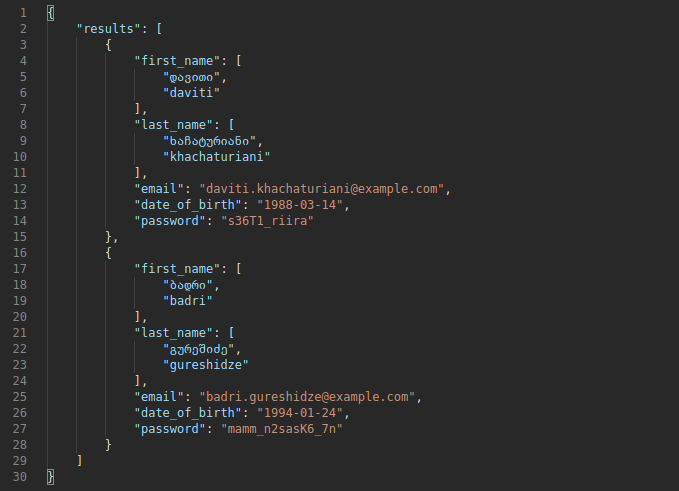 1 {
2     "results": [
3         {
4             "first_name": [
5                 "დავითი",
6                 "daviti"
7             ],
8             "last_name": [
9                 "ხაჩატურიანი",
10                 "khachaturiani"
11             ],
12             "email": "daviti.khachaturiani@example.com",
13             "date_of_birth": "1988-03-14",
14             "password": "s36T1_riira"
15         },
16         {
17             "first_name": [
18                 "ბადრი",
19                 "badri"
20             ],
21             "last_name": [
22                 "გურეშიძე",
23                 "gureshidze"
24             ],
25             "email": "badri.gureshidze@example.com",
26             "date_of_birth": "1994-01-24",
27             "password": "mamm_n2sasK6_7n"
28         }
29     ]
30 }